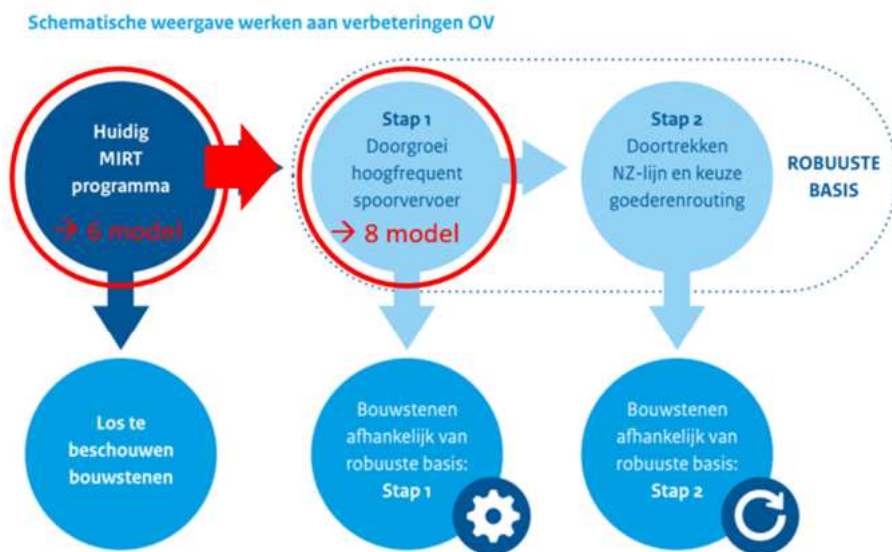 Schematische weergave werken aan verbeteringen OV
Huidig
MIRT
programma
→ 6 model
Stap 1
Doorgroei
hoogfrequent
spoorvervoer
→ 8 model
Stap 2
Doortrekken
NZ-lijn en keuze
goederenrouting
ROBUUSTE
BASIS
Los te
beschouwen
bouwstenen
Bouwstenen
afhankelijk van
robuuste basis:
Stap 1
Bouwstenen
afhankelijk van
robuuste basis:
Stap 2